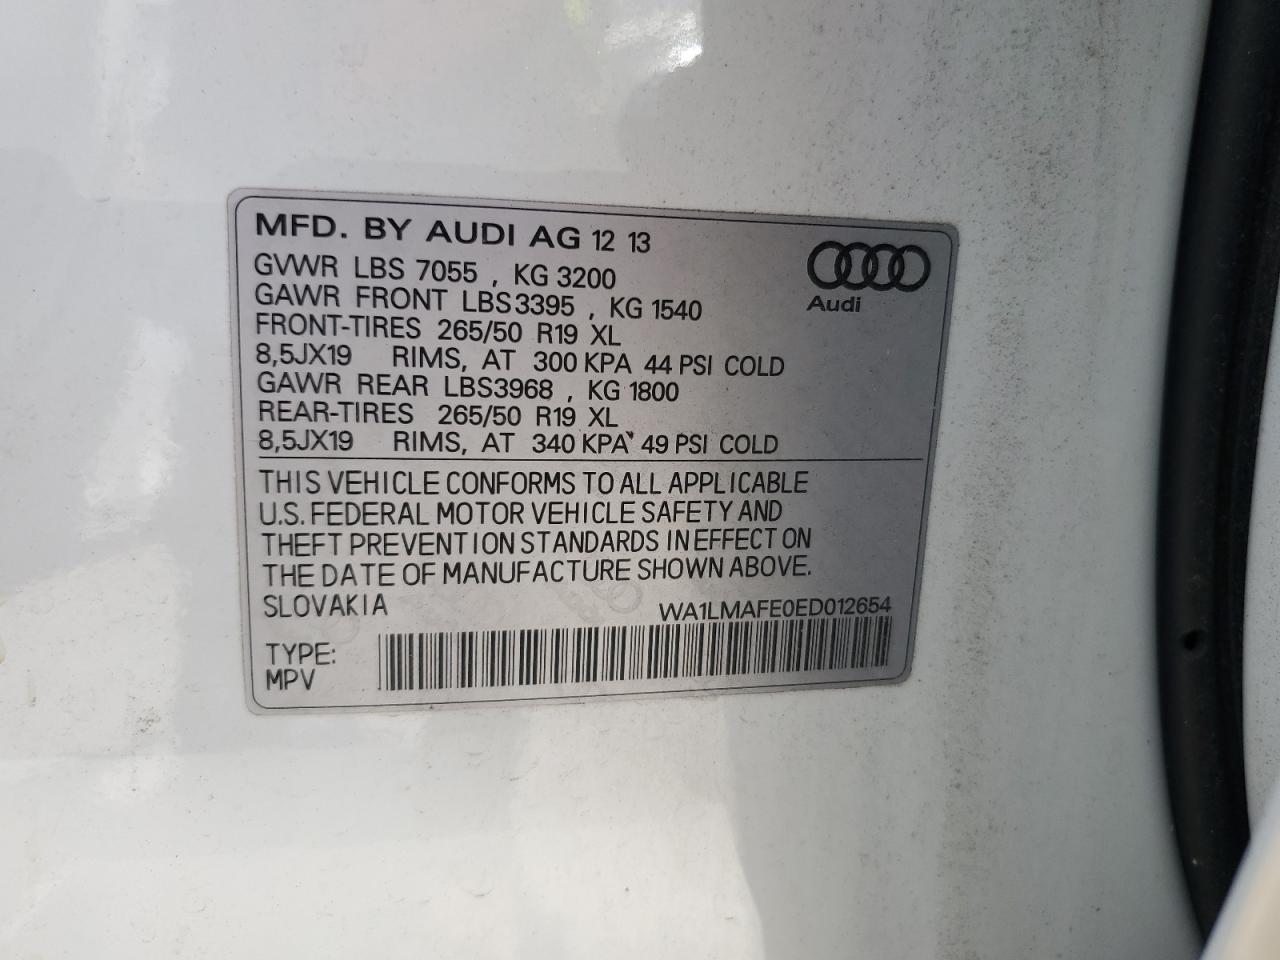 MFD. BY AUDI AG 12 13
Audi
GVWR LBS 7055 , KG 3200
GAWR FRONT LBS3395 , KG 1540
FRONT-TIRES 265/50 R19 XL
8,5JX19 RIMS, AT 300 KPA 44 PSI COLD
GAWR REAR LBS3968 , KG 1800
REAR-TIRES 265/50 R19 XL
8,5JX19 RIMS, AT 340 KPA 49 PSI COLD
THIS VEHICLE CONFORMS TO ALL APPLICABLE
U.S. FEDERAL MOTOR VEHICLE SAFETY AND
THEFT PREVENTION STANDARDS IN EFFECT ON
THE DATE OF MANUFACTURE SHOWN ABOVE.
SLOVAKIA WA1LMAFE0ED012654
TYPE:
MPV